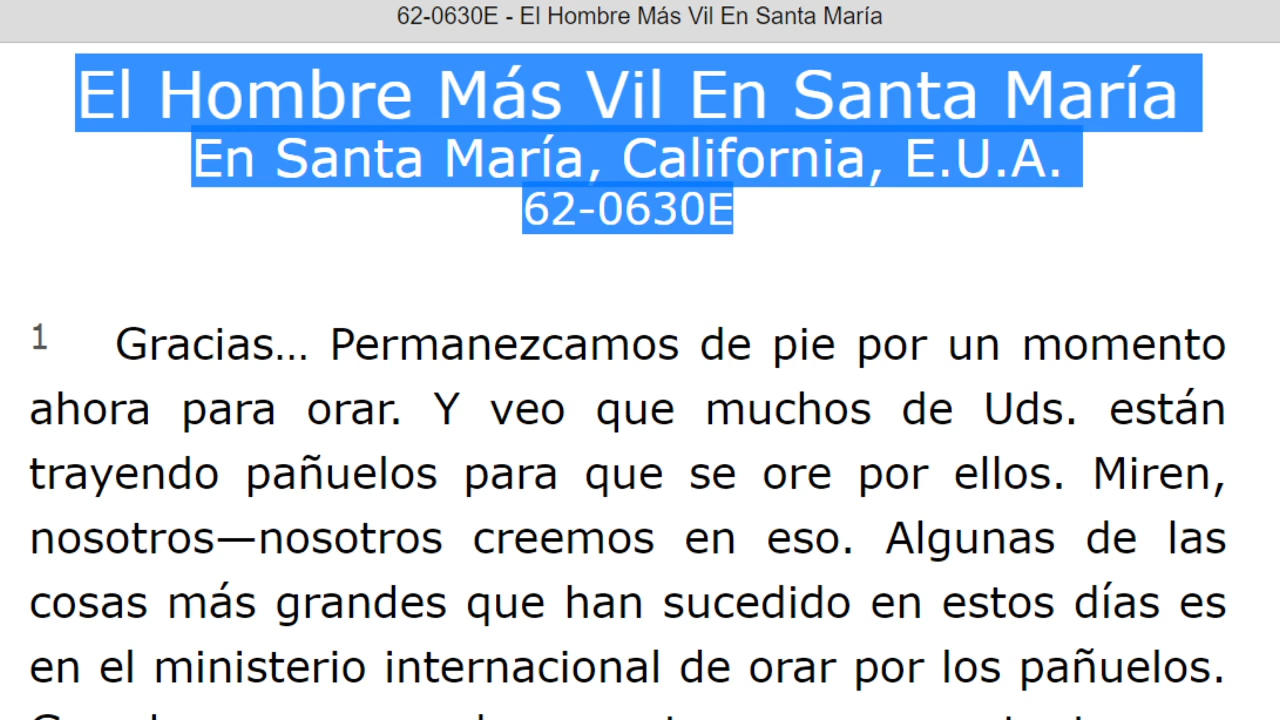 62-0630E - El Hombre Más Vil En Santa María
El Hombre Más Vil En Santa María
En Santa María, California, E.U.A.
62-0630E
1 Gracias... Permanezcamos de pie por un momento
ahora para orar. Y veo que muchos de Uds. están
trayendo pañuelos para que se ore por ellos. Miren,
nosotros—nosotros creemos en eso. Algunas de las
cosas más grandes que han sucedido en estos días es
en el ministerio internacional de orar por los pañuelos.